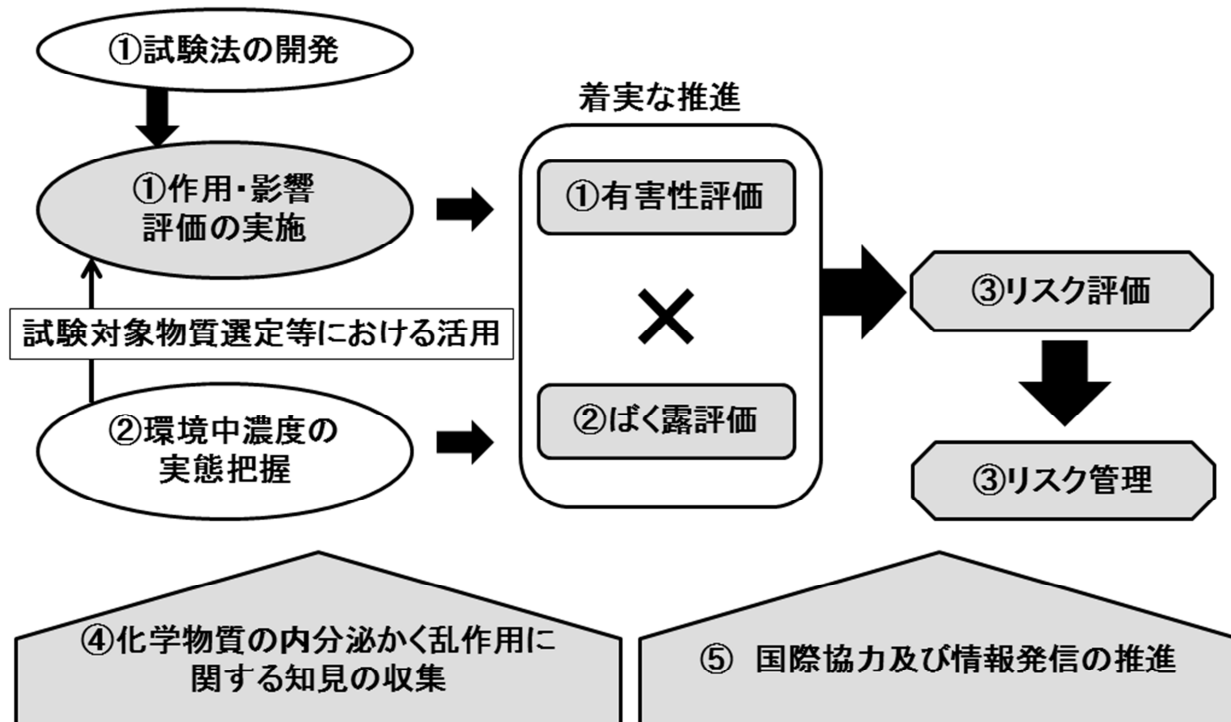 ①試験法の開発
①作用・影響
評価の実施
試験対象物質選定等における活用
②環境中濃度の
実態把握
着実な推進
①有害性評価
×
②ばく露評価
③リスク評価
③リスク管理
④化学物質の内分泌かく乱作用に
関する知見の収集
⑤ 国際協力及び情報発信の推進